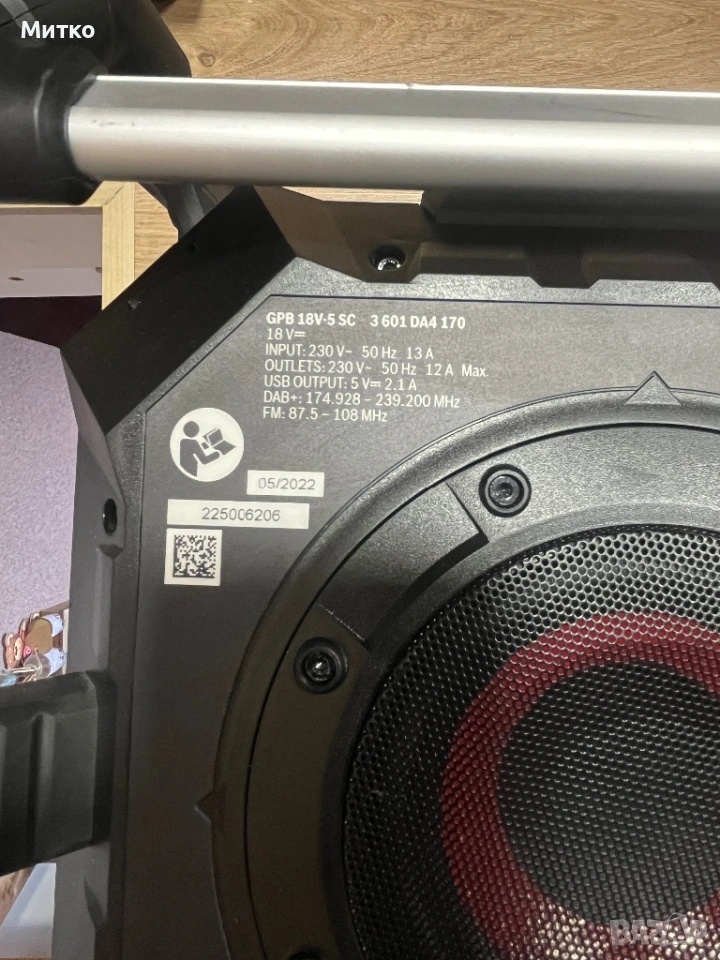 Митко
GPB 18V-5 SC 3 601 DA4 170
18 V⎓
INPUT: 230 V~ 50 Hz 13 A
OUTLETS: 230 V~ 50 Hz 12 A Max.
USB OUTPUT: 5 V⎓ 2.1 A
DAB+: 174.928 – 239.200 MHz
FM: 87.5 – 108 MHz
05/2022
225006206